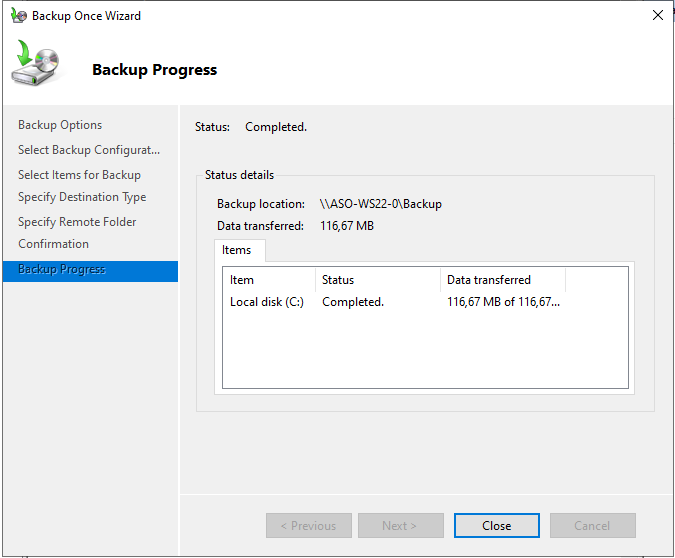 Backup Once Wizard
Backup Progress
Backup Options
Select Backup Configurat...
Select Items for Backup
Specify Destination Type
Specify Remote Folder
Confirmation
Backup Progress
Status: Completed.
Status details
Backup location: \\ASO-WS22-0\Backup
Data transferred: 116,67 MB
Items
Item Status Data transferred
Local disk (C:) Completed. 116,67 MB of 116,67...
< Previous Next > Close Cancel